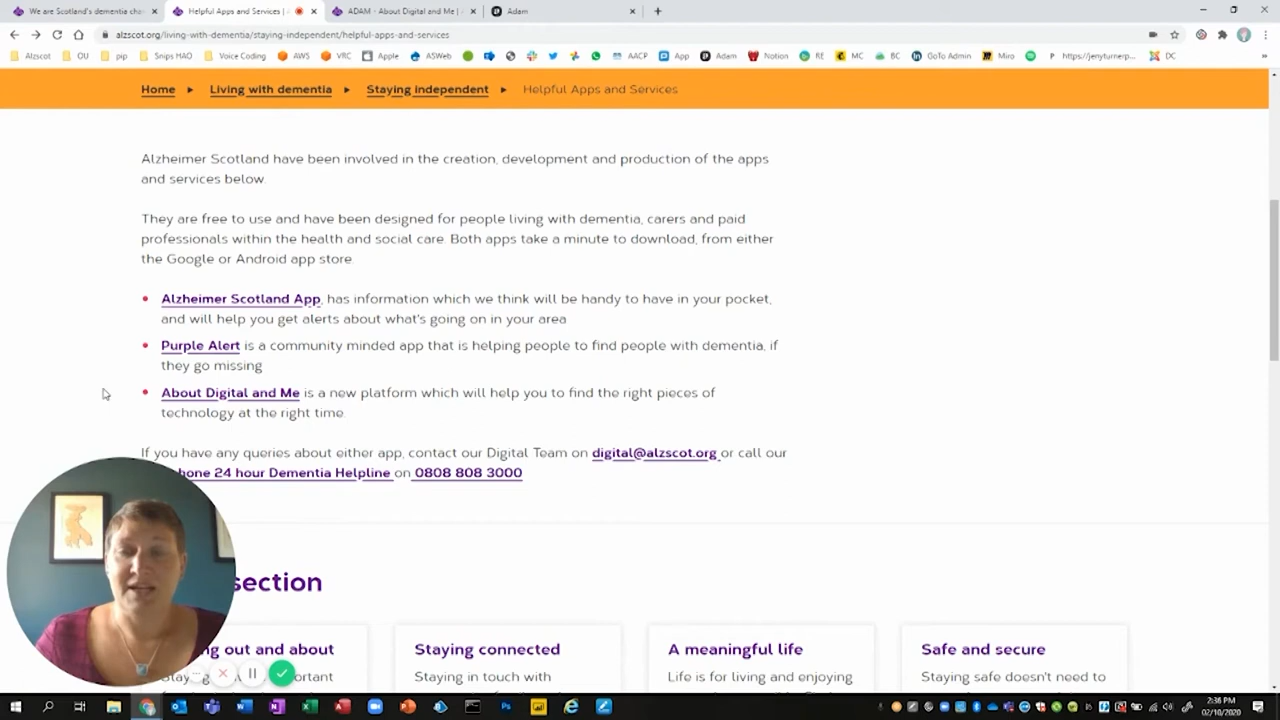 We are Scotland's dementia cha
Helpful Apps and Services | A
ADAM - About Digital and Me | A
Adam
alzscot.org/living-with-dementia/staying-independent/helpful-apps-and-services
Alzscot OU pip Snips MAO Voice Coding AWS VRC Apple ASWeb AACP App Adam Notion RE MC BC GoTo Admin Miro https://jenyturnerp... DC
Home Living with dementia Staying independent Helpful Apps and Services
Alzheimer Scotland have been involved in the creation, development and production of the apps
and services below.
They are free to use and have been designed for people living with dementia, carers and paid
professionals within the health and social care. Both apps take a minute to download, from either
the Google or Android app store.
Alzheimer Scotland App, has information which we think will be handy to have in your pocket,
and will help you get alerts about what's going on in your area
Purple Alert is a community minded app that is helping people to find people with dementia, if
they go missing
About Digital and Me is a new platform which will help you to find the right pieces of
technology at the right time.
If you have any queries about either app, contact our Digital Team on digital@alzscot.org or call our
hone 24 hour Dementia Helpline on 0808 808 3000
section
ng out and about
Staying connected
A meaningful life
Safe and secure
Stayin
portant
Staying in touch with
Life is for living and enjoying
Staying safe doesn't need to
2:36 PM
02/10/2020